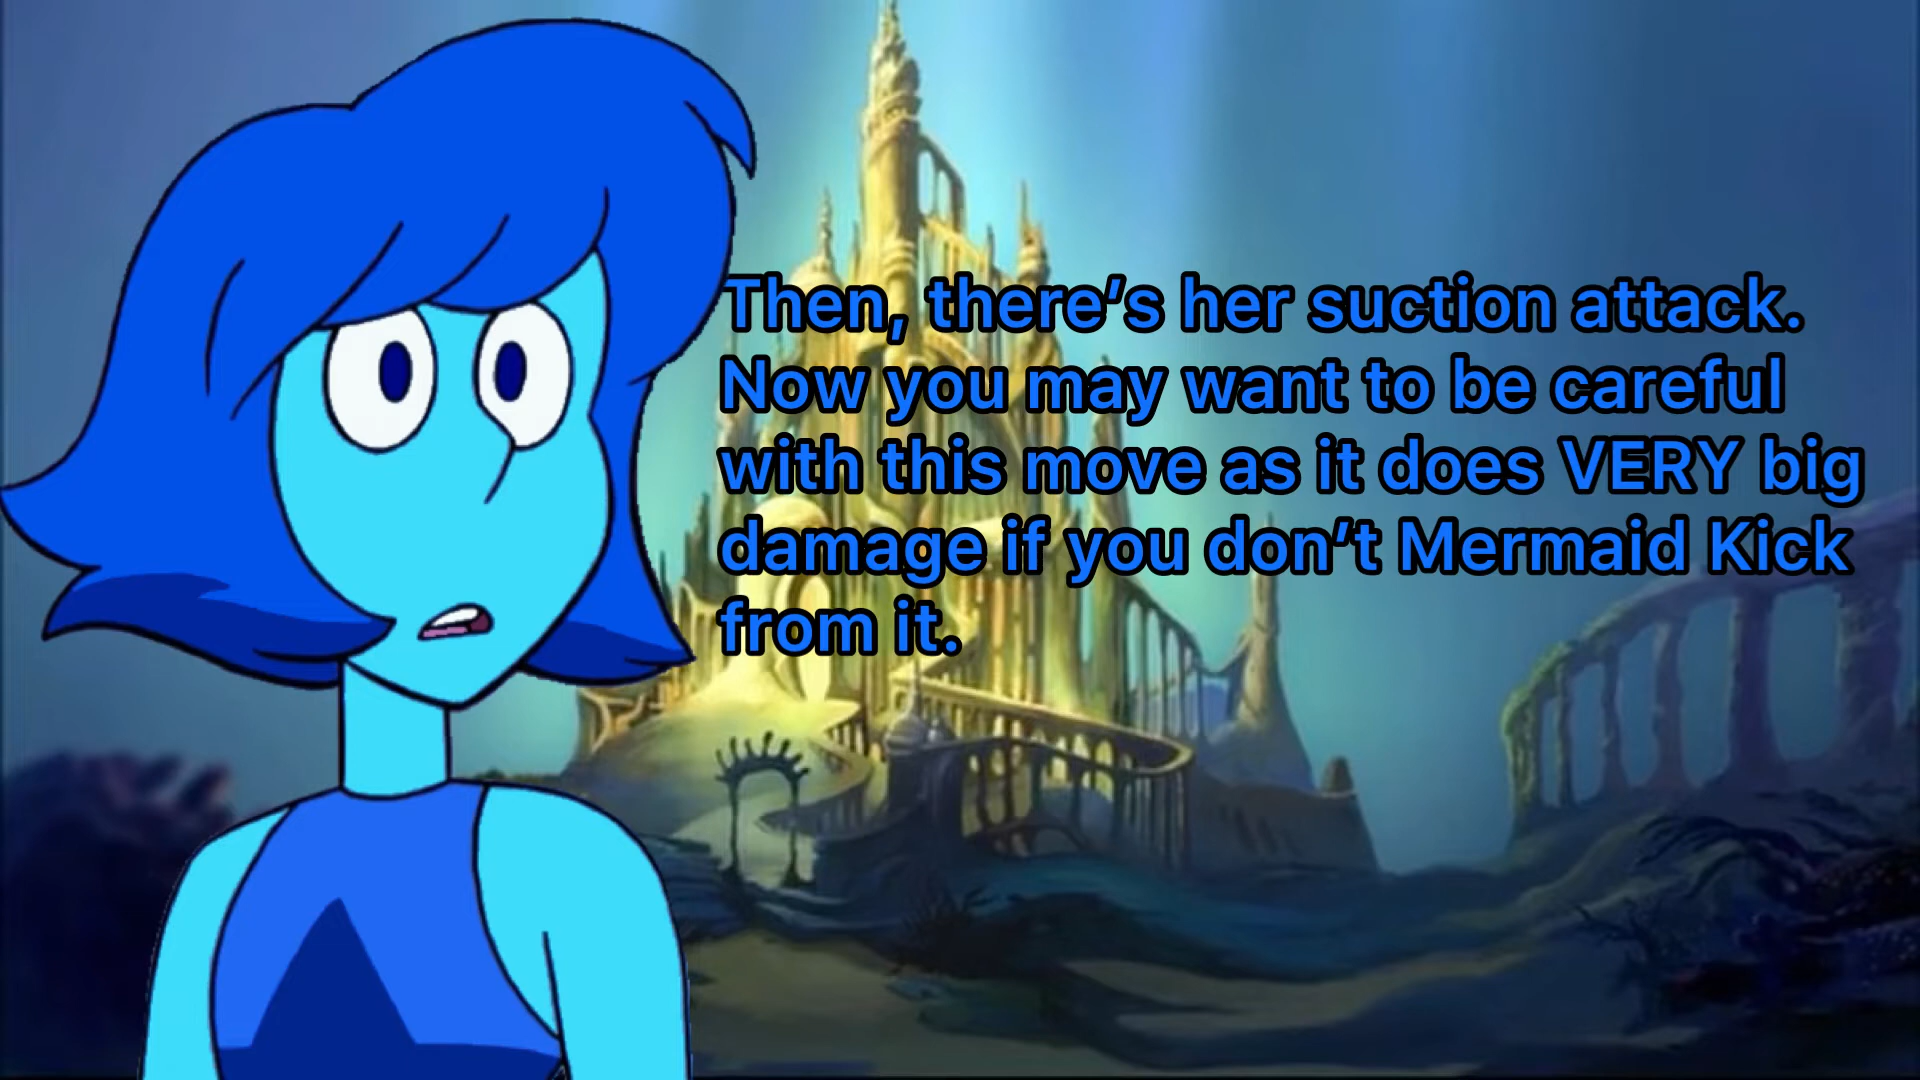 Then, there’s her suction attack.
Now you may want to be careful
with this move as it does VERY big
damage if you don’t Mermaid Kick
from it.